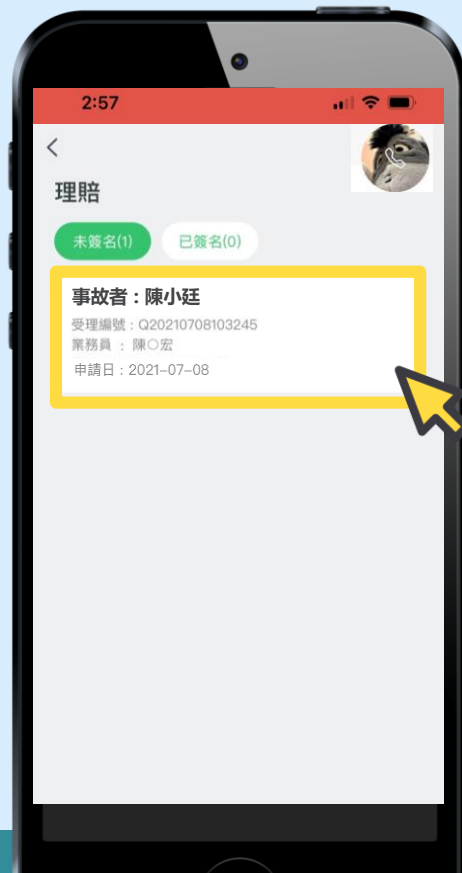 2:57
理賠
未簽名(1)
已簽名(0)
事故者：陳小廷
受理編號：Q20210708103245
業務員 ： 陳○宏
申請日：2021–07–08